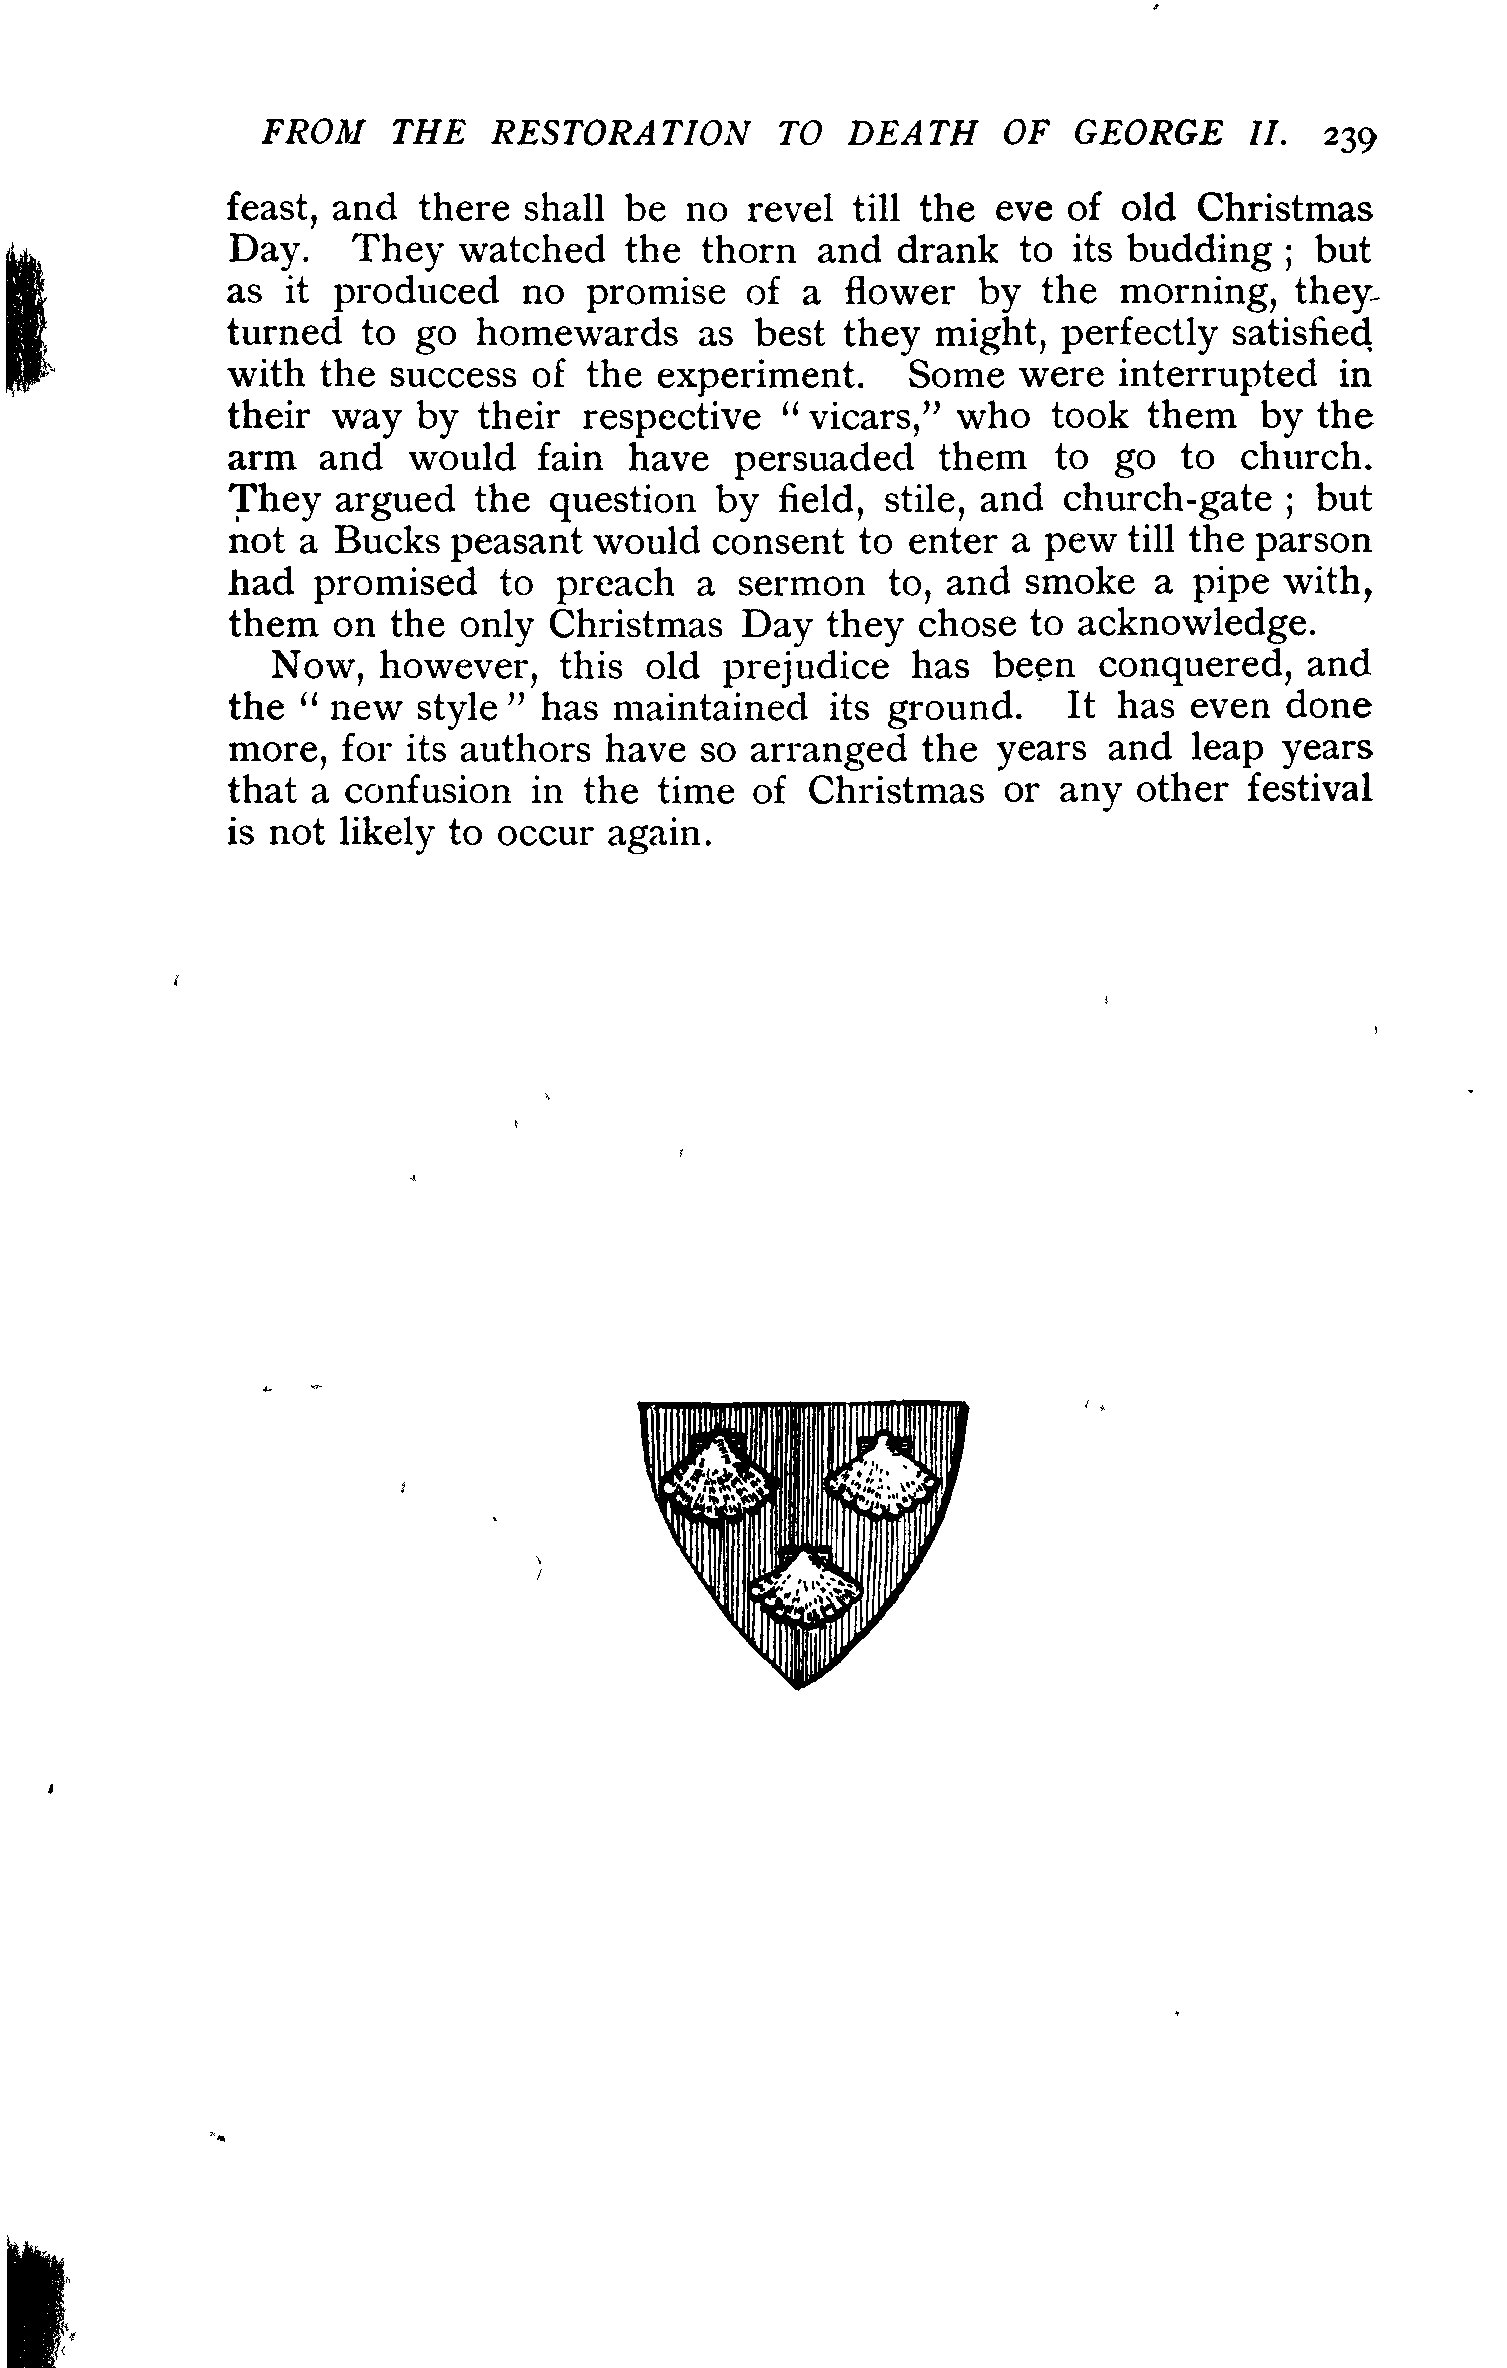 FROM THE RESTORATION TO DEATH OF GEORGE II. 239
feast, and there shall be no revel till the eve of old Christmas
Day. They watched the thorn and drank to its budding ; but
as it produced no promise of a flower by the morning, they
turned to go homewards as best they might, perfectly satisfied
with the success of the experiment. Some were interrupted in
their way by their respective “ vicars,” who took them by the
arm and would fain have persuaded them to go to church.
They argued the question by field, stile, and church-gate ; but
not a Bucks peasant would consent to enter a pew till the parson
had promised to preach a sermon to, and smoke a pipe with,
them on the only Christmas Day they chose to acknowledge.
Now, however, this old prejudice has been conquered, and
the “ new style ” has maintained its ground. It has even done
more, for its authors have so arranged the years and leap years
that a confusion in the time of Christmas or any other festival
is not likely to occur again.